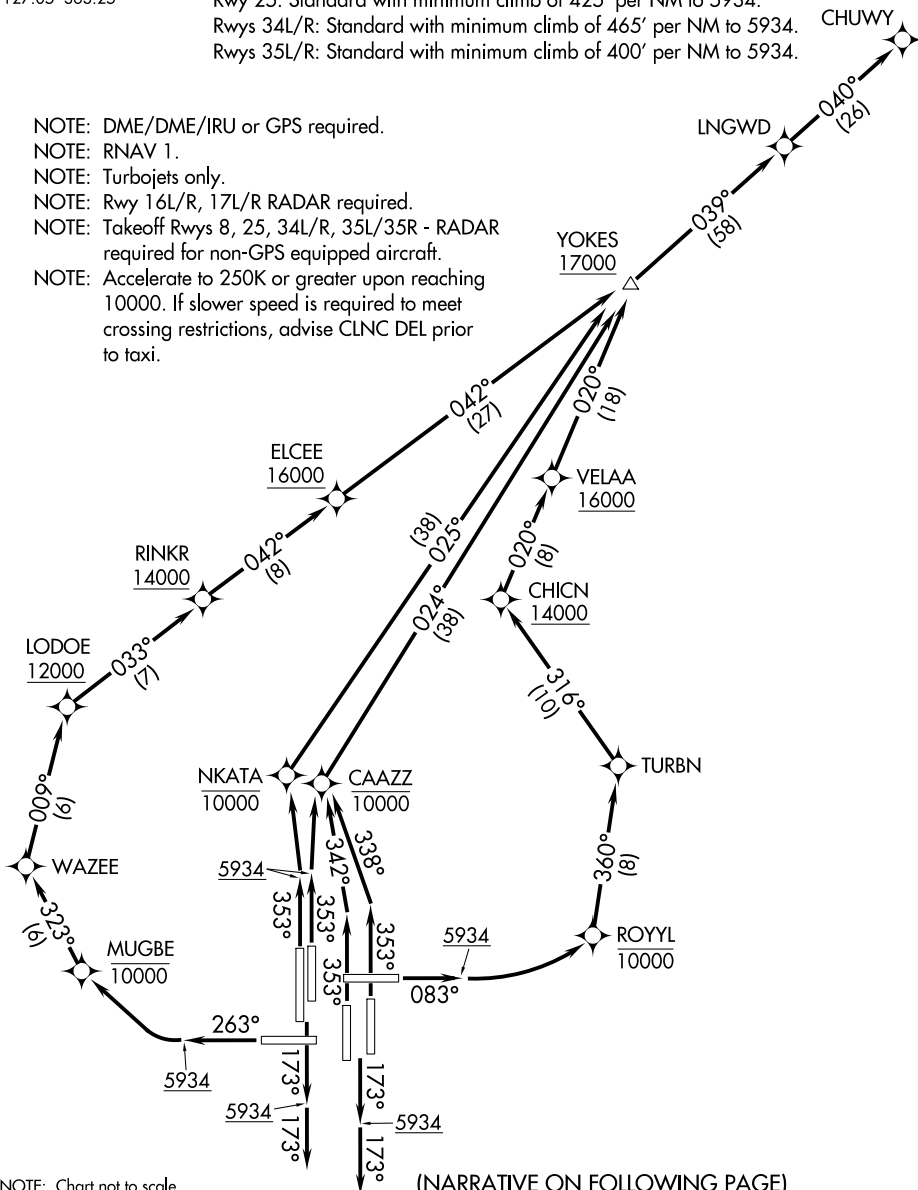 127.65 363.25
Rwy 25: Standard with minimum climb of 425' per NM to 5934.
Rwys 34L/R: Standard with minimum climb of 465' per NM to 5934.
Rwys 35L/R: Standard with minimum climb of 400' per NM to 5934.
CHUWY
040°
(26)
NOTE: DME/DME/IRU or GPS required.
NOTE: RNAV 1.
NOTE: Turbojets only.
NOTE: Rwy 16L/R, 17L/R RADAR required.
NOTE: Takeoff Rwys 8, 25, 34L/R, 35L/35R - RADAR
required for non-GPS equipped aircraft.
NOTE: Accelerate to 250K or greater upon reaching
10000. If slower speed is required to meet
crossing restrictions, advise CLNC DEL prior
to taxi.
LNGWD
039°
(58)
YOKES
17000
042°
(27)
020°
(18)
ELCEE
16000
VELAA
16000
(38)
025°
024°
(38)
020°
(8)
RINKR
14000
042°
(8)
CHICN
14000
LODOE
12000
033°
(7)
316°
(10)
NKATA
10000
CAAZZ
10000
TURBN
009°
(9)
WAZEE
342°
338°
360°
(8)
5934
353°
353°
353°
353°
323°
(6)
MUGBE
10000
5934
ROYYL
10000
083°
263°
5934
173°
5934
173°
173°
5934
173°
NOTE: Chart not to scale
(NARRATIVE ON FOLLOWING PAGE)